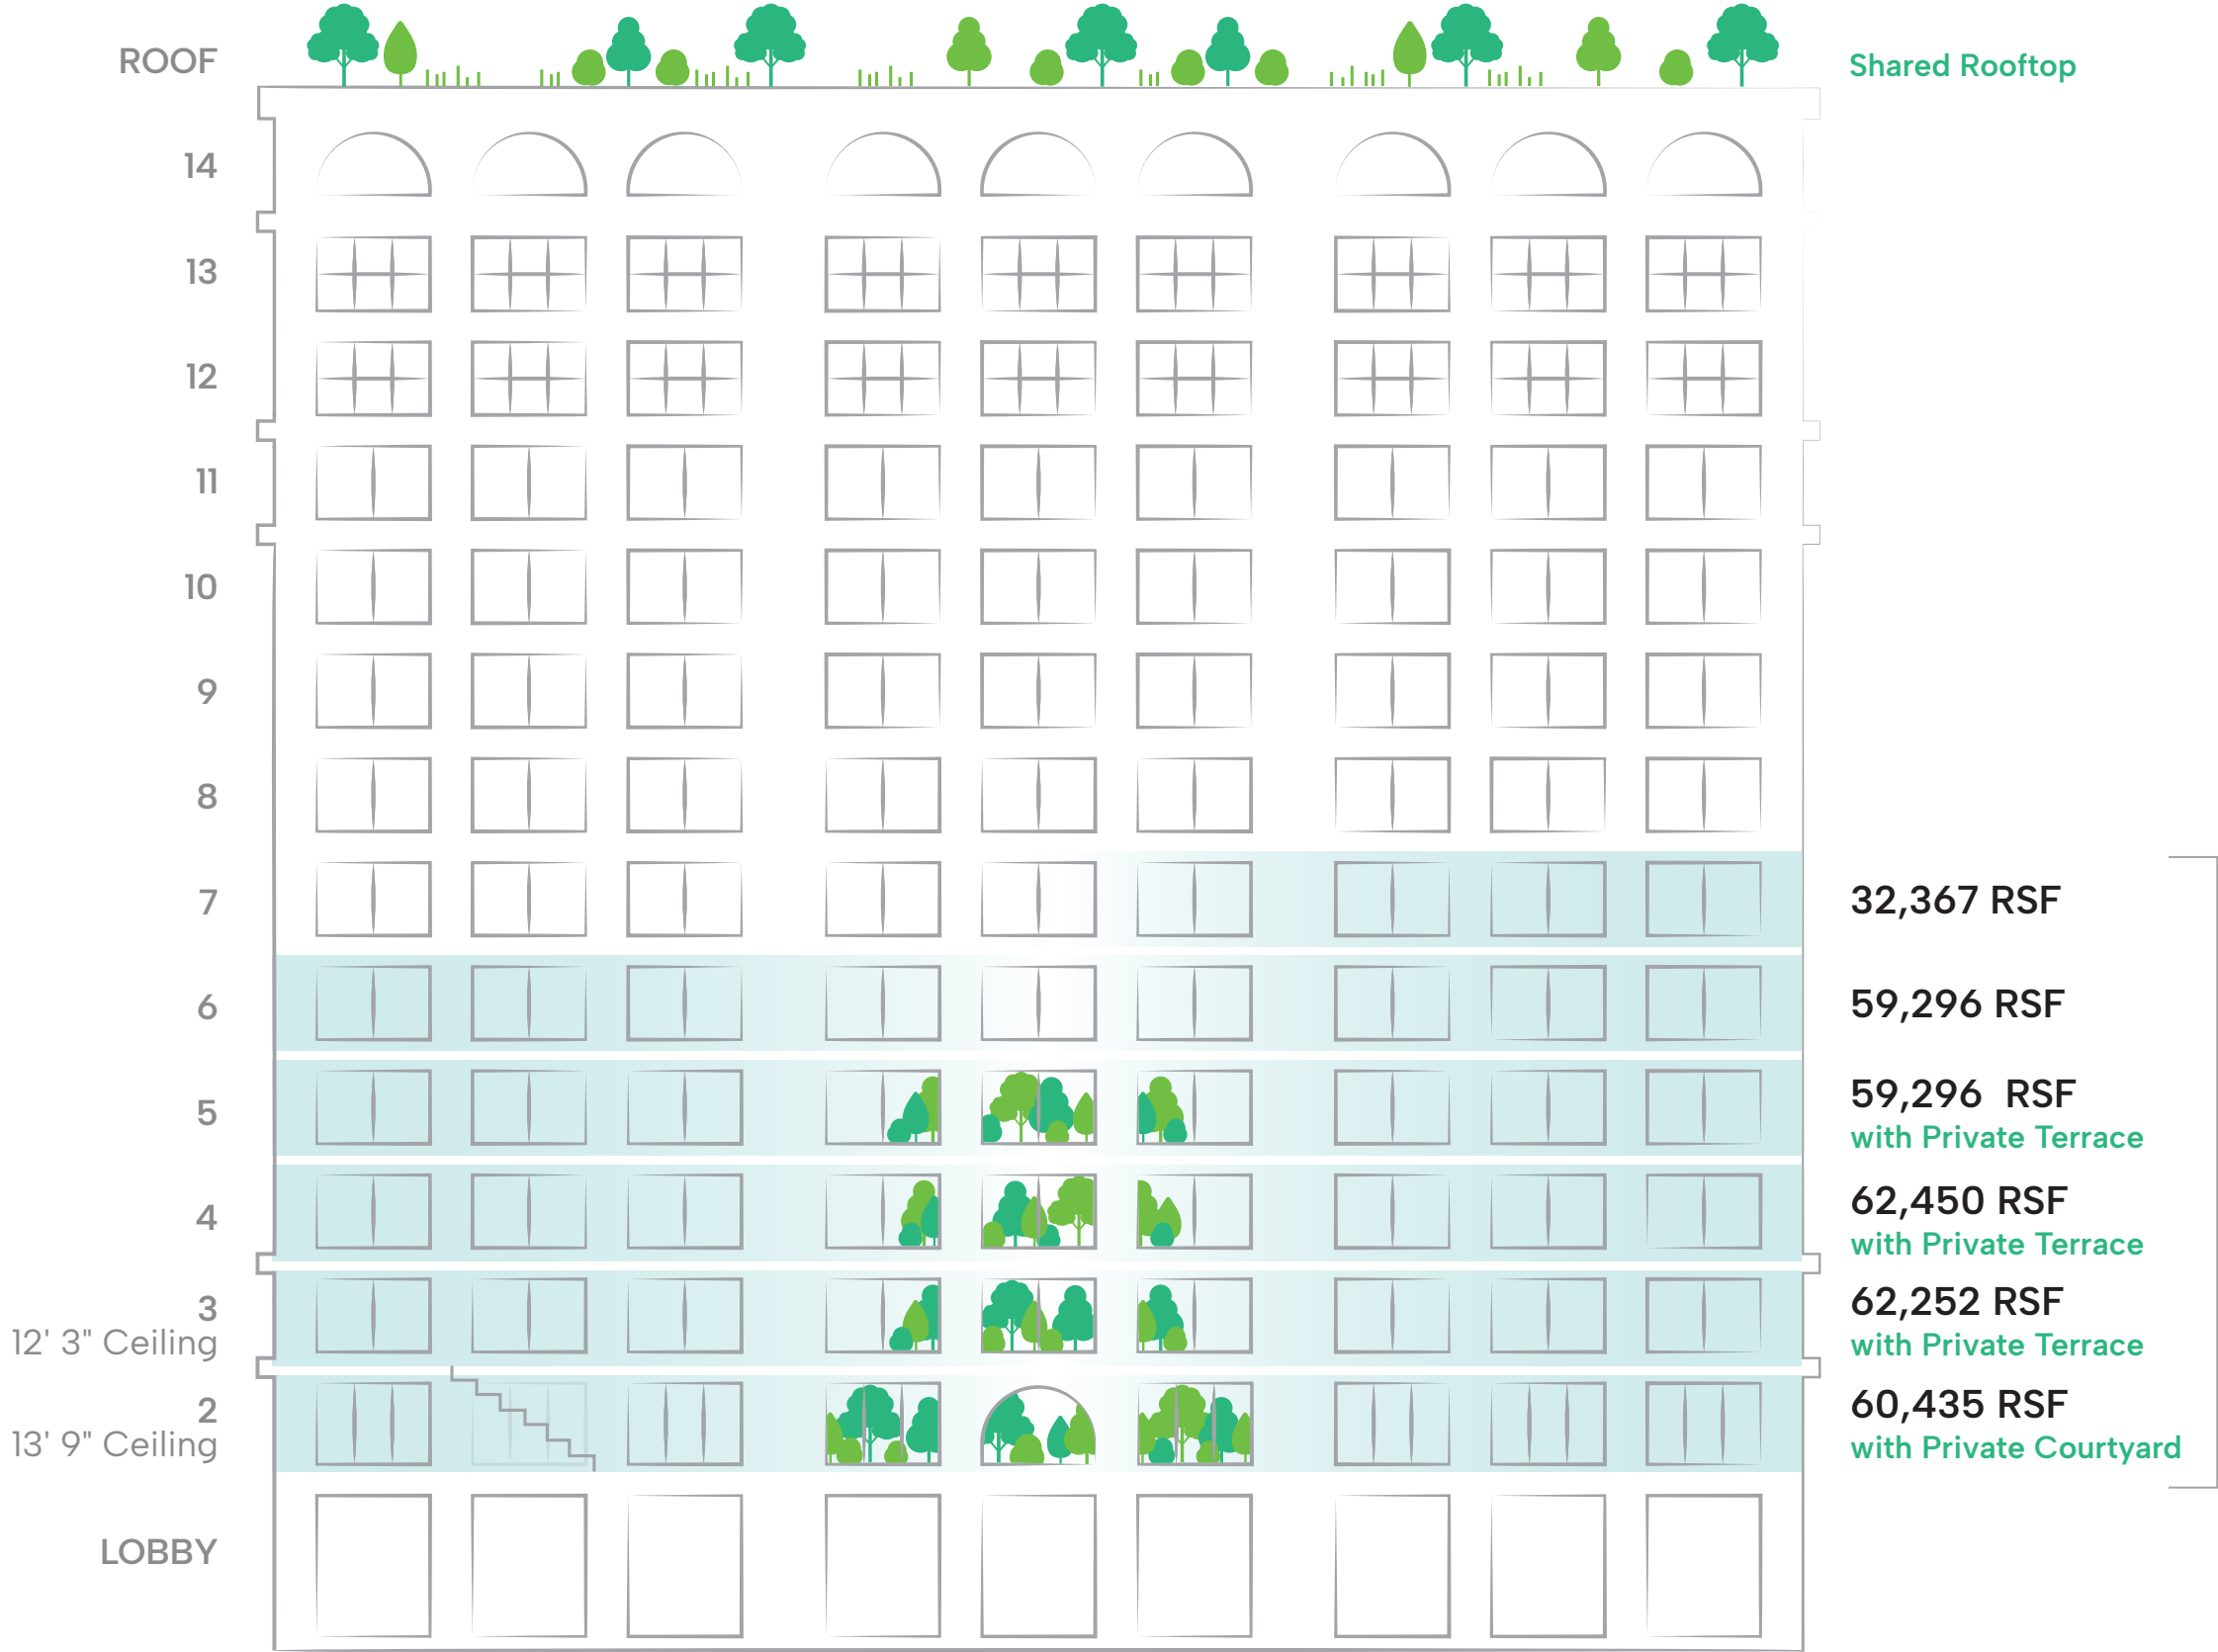 ROOF
Shared Rooftop
14
13
12
11
10
9
8
7
32,367 RSF
6
59,296 RSF
5
59,296 RSF
with Private Terrace
4
62,450 RSF
with Private Terrace
3
12' 3" Ceiling
62,252 RSF
with Private Terrace
2
13' 9" Ceiling
60,435 RSF
with Private Courtyard
LOBBY